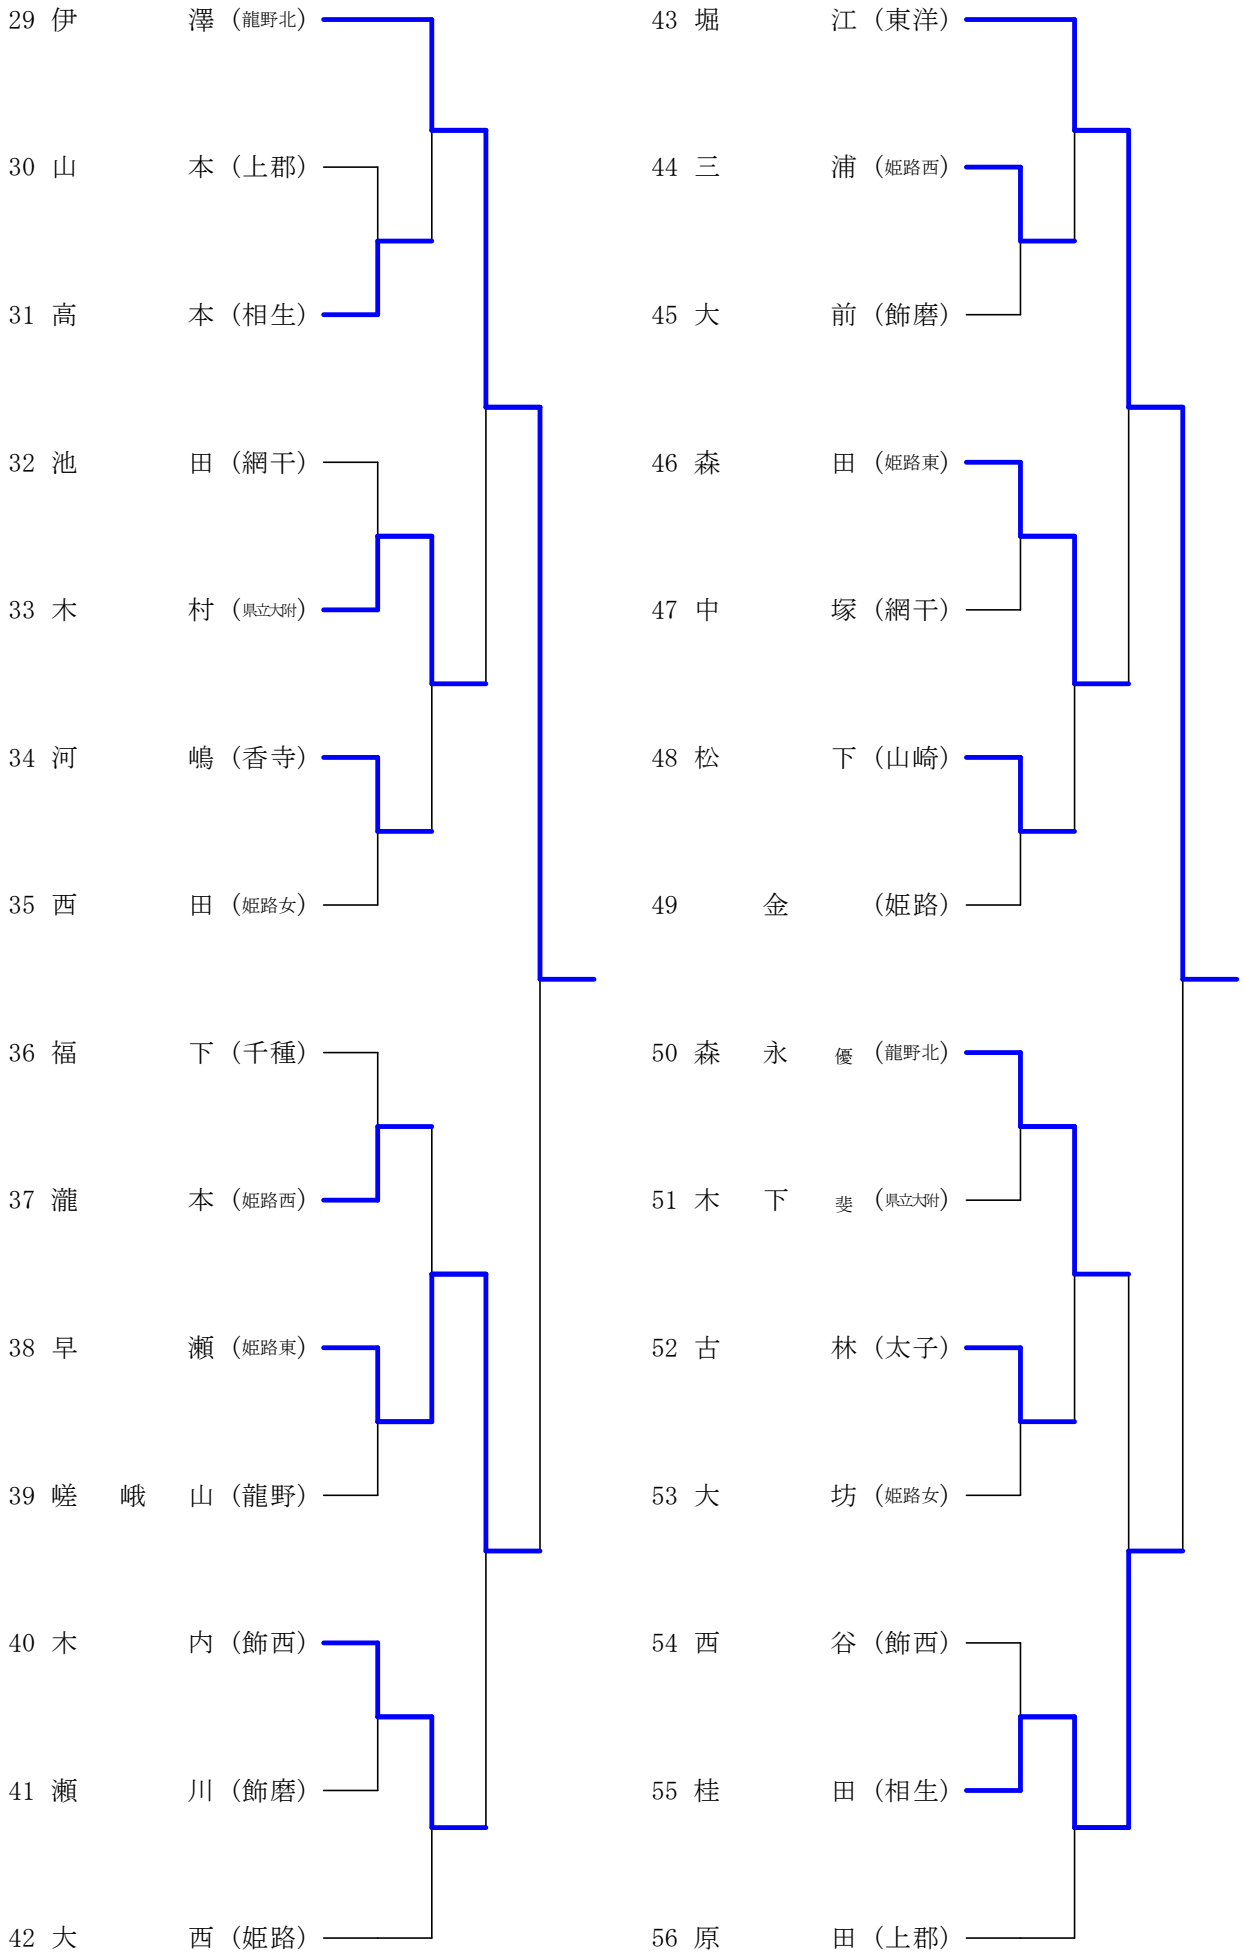 29 伊澤 (龍野北)
30 山本 (上郡)
31 高本 (相生)
32 池田 (網干)
33 木村 (県立大附)
34 河嶋 (香寺)
35 西田 (姫路女)
36 福下 (千種)
37 瀧本 (姫路西)
38 早瀬 (姫路東)
39 嵯峨山 (龍野)
40 木内 (飾西)
41 瀬川 (飾磨)
42 大西 (姫路)
43 堀江 (東洋)
44 三浦 (姫路西)
45 大前 (飾磨)
46 森田 (姫路東)
47 中塚 (網干)
48 松下 (山崎)
49 金 (姫路)
50 森永優 (龍野北)
51 木下斐 (県立大附)
52 古林 (太子)
53 大坊 (姫路女)
54 西谷 (飾西)
55 桂田 (相生)
56 原田 (上郡)